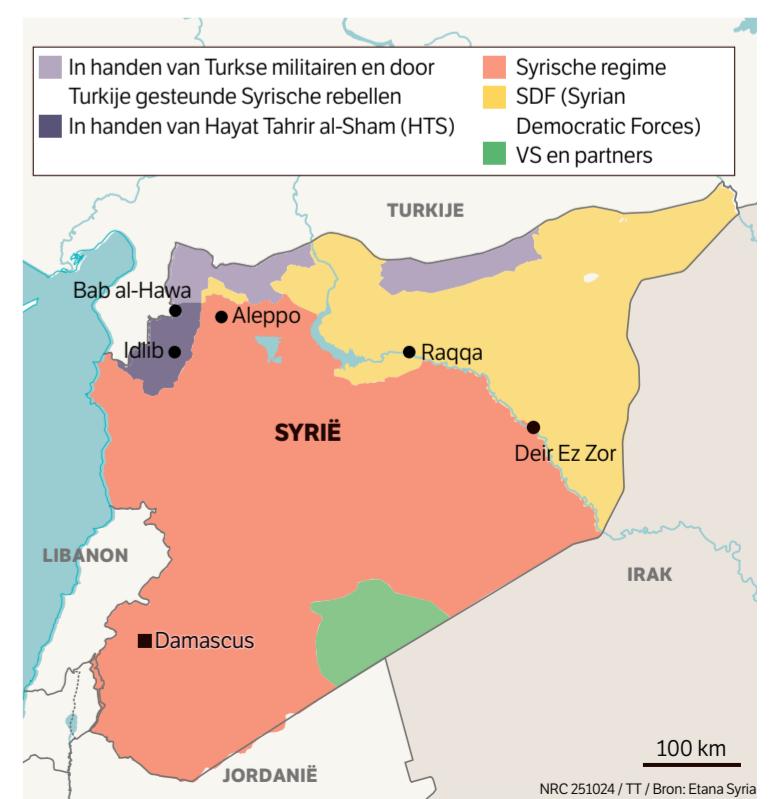 In handen van Turkse militairen en door
Turkije gesteunde Syrische rebellen
In handen van Hayat Tahrir al-Sham (HTS)
Syrische regime
SDF (Syrian
Democratic Forces)
VS en partners
TURKIJE
Bab al-Hawa
Aleppo
Idlib
Raqqa
SYRIË
Deir Ez Zor
LIBANON
IRAK
Damascus
100 km
JORDANIË
NRC 251024 / TT / Bron: Etana Syria